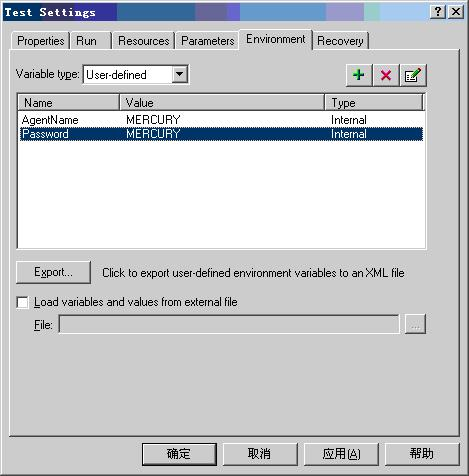 Test Settings
Properties Run Resources Parameters Environment Recovery
Variable type: User-defined
Name Value Type
AgentName MERCURY Internal
Password MERCURY Internal
Export... Click to export user-defined environment variables to an XML file
Load variables and values from external file
File: ...
确定 取消 应用(A) 帮助